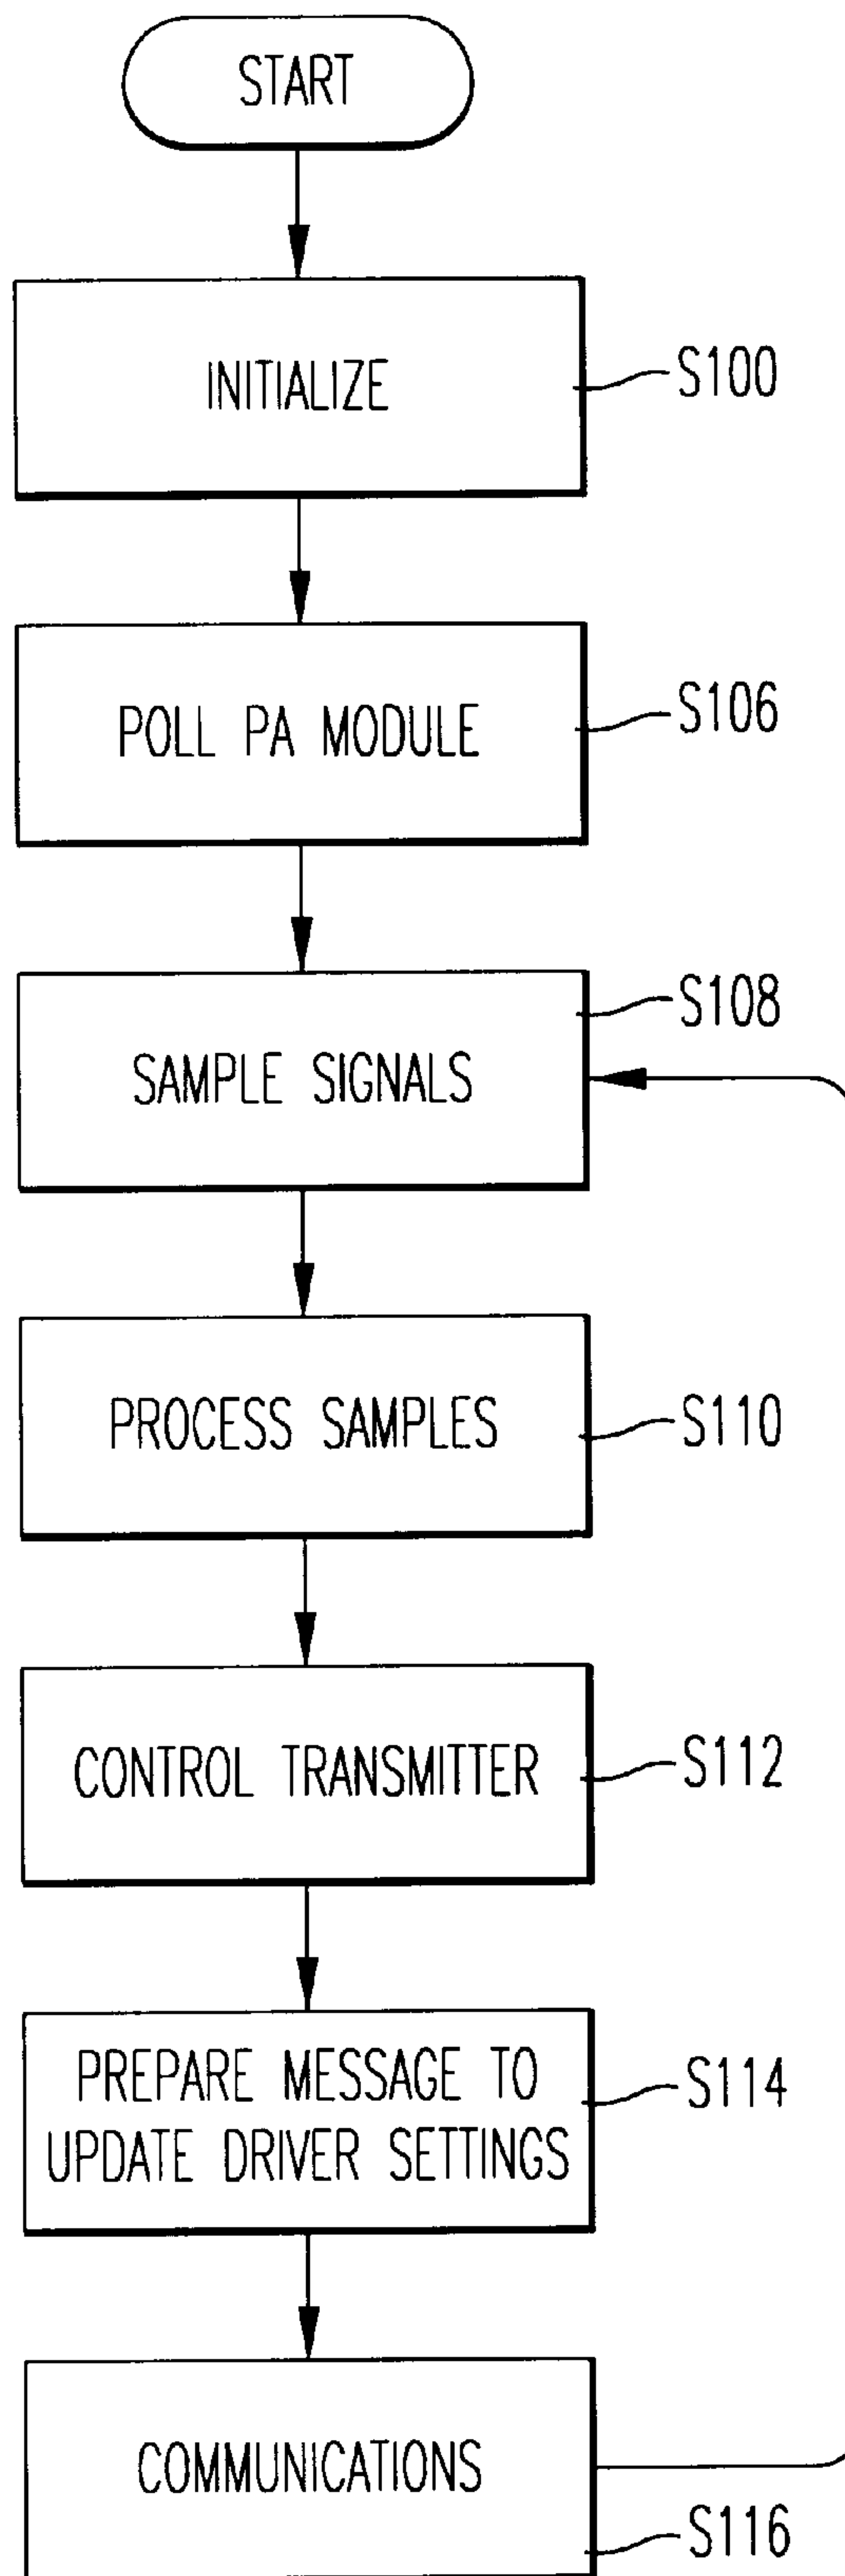 START
INITIALIZE
S100
POLL PA MODULE
S106
S108
SAMPLE SIGNALS
PROCESS SAMPLES
S110
CONTROL TRANSMITTER
S112
PREPARE MESSAGE TO
UPDATE DRIVER SETTINGS
S114
COMMUNICATIONS
S116